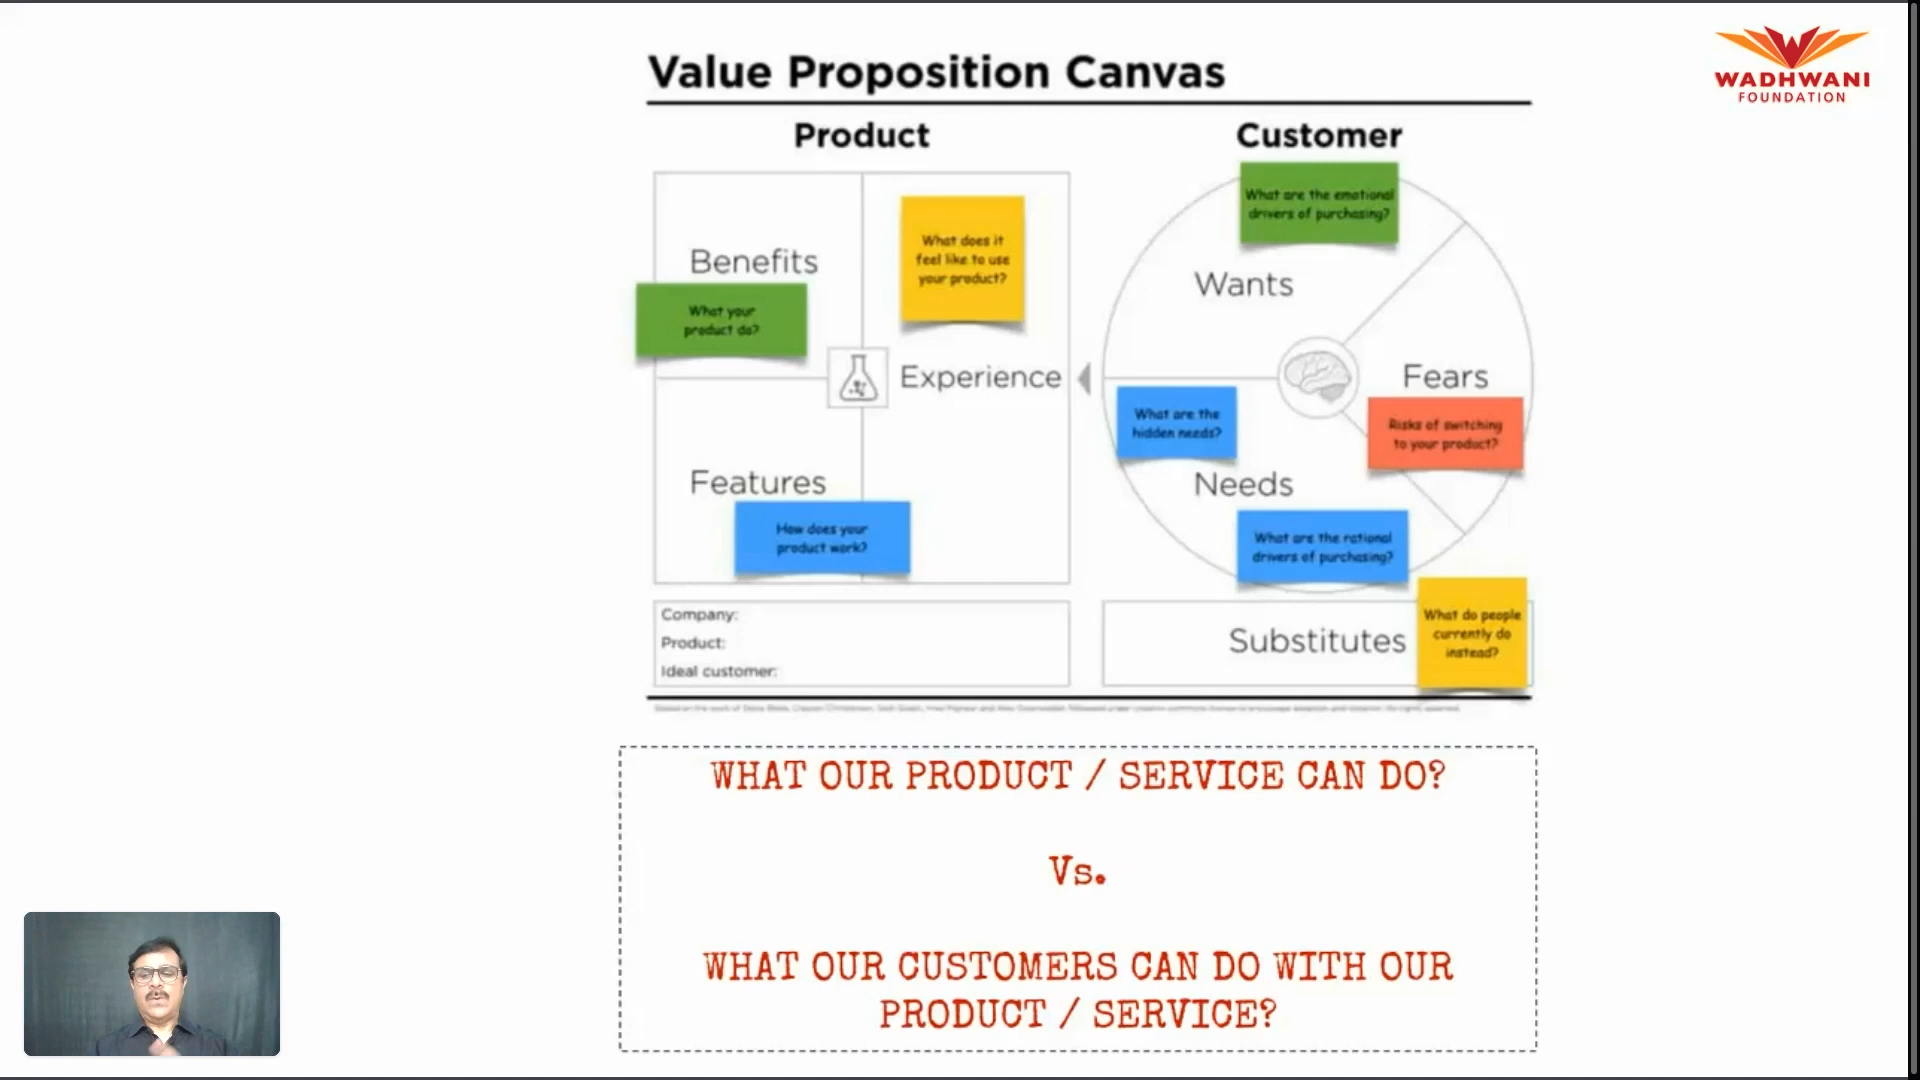 Value Proposition Canvas
WADHWANI
FOUNDATION
Product
Customer
Benefits
What your
product do?
What does it
feel like to use
your product?
Experience
Features
How does your
product work?
What are the emotional
drivers of purchasing?
Wants
Fears
Risks of switching
to your product?
What are the
hidden needs?
Needs
What are the rational
drivers of purchasing?
Company:
Product:
Ideal customer:
Substitutes
What do people
currently do
instead?
WHAT OUR PRODUCT / SERVICE CAN DO?
Vs.
WHAT OUR CUSTOMERS CAN DO WITH OUR
PRODUCT / SERVICE?